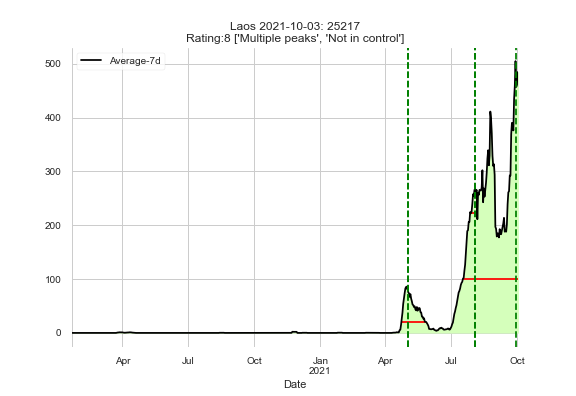 Laos 2021-10-03: 25217
Rating:8 ['Multiple peaks', 'Not in control']
Average-7d
500
400
300
200
100
0
Apr
Jul
Oct
Jan
2021
Apr
Jul
Oct
Date